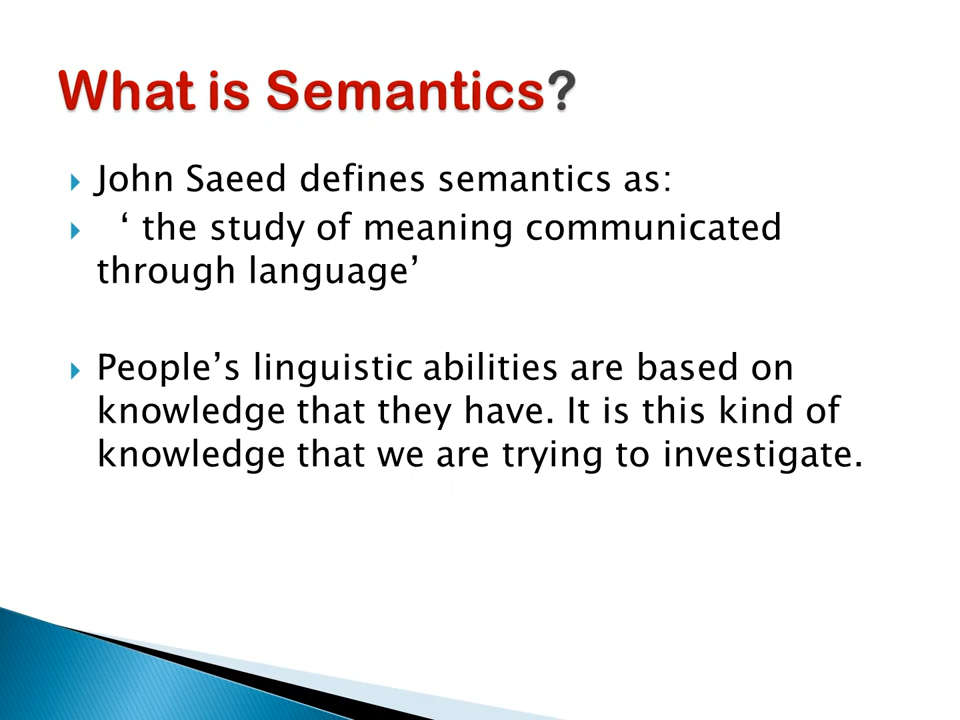 What is Semantics?
John Saeed defines semantics as:
‘ the study of meaning communicated
through language’
People’s linguistic abilities are based on
knowledge that they have. It is this kind of
knowledge that we are trying to investigate.